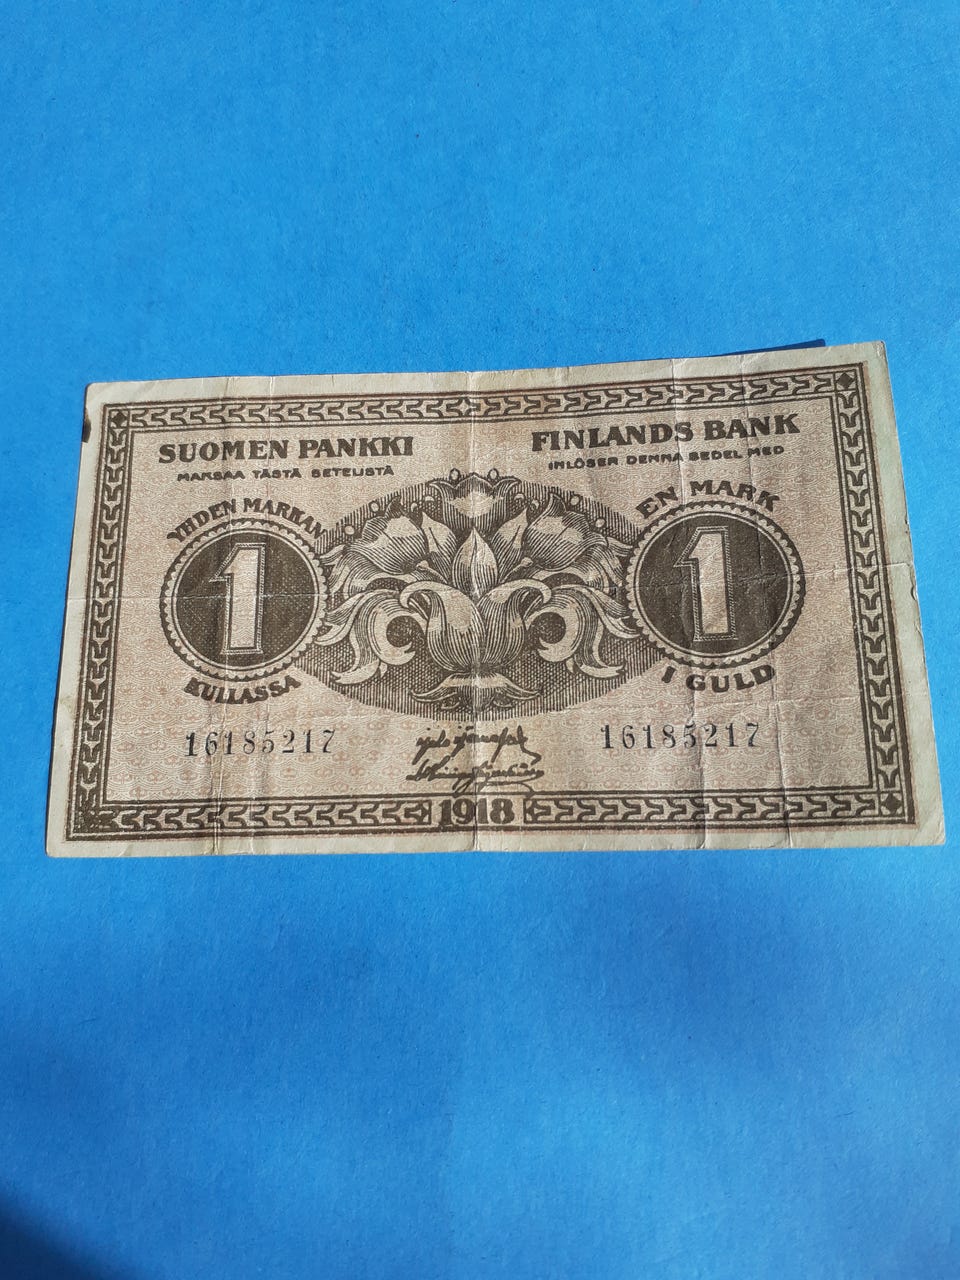 SUOMEN PANKKI
MAKSAA TÄSTÄ SETELISTÄ
YHDEN MARKAN
1
KULLASSA
16185217
FINLANDS BANK
INLÖSER DENNA SEDEL MED
EN MARK
1
I GULD
16185217
1918